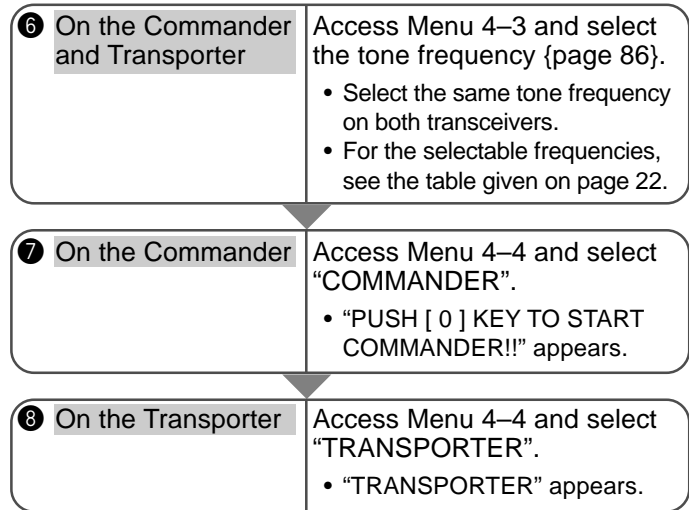 ❻ On the Commander and Transporter
Access Menu 4–3 and select the tone frequency {page 86}.
• Select the same tone frequency on both transceivers.
• For the selectable frequencies, see the table given on page 22.
❼ On the Commander
Access Menu 4–4 and select “COMMANDER”.
• “PUSH [ 0 ] KEY TO START COMMANDER!!” appears.
❽ On the Transporter
Access Menu 4–4 and select “TRANSPORTER”.
• “TRANSPORTER” appears.